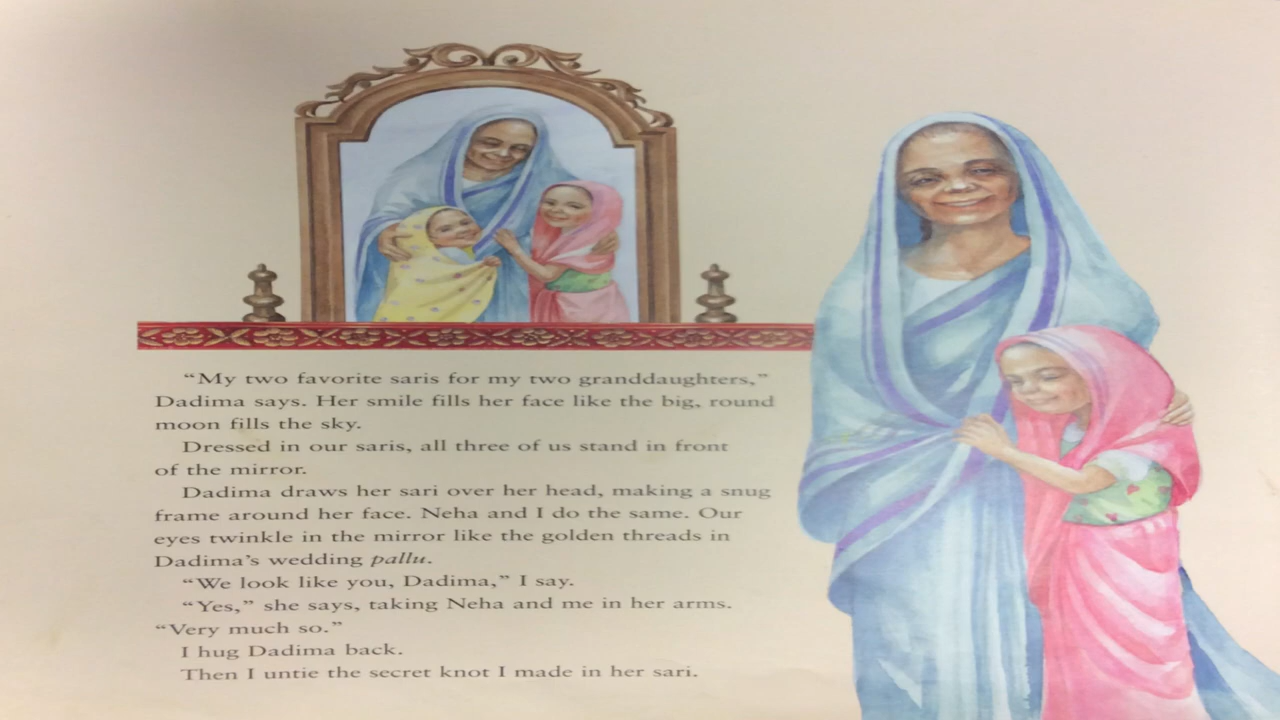 “My two favorite saris for my two granddaughters,”
Dadima says. Her smile fills her face like the big, round
moon fills the sky.
Dressed in our saris, all three of us stand in front
of the mirror.
Dadima draws her sari over her head, making a snug
frame around her face. Neha and I do the same. Our
eyes twinkle in the mirror like the golden threads in
Dadima’s wedding pallu.
“We look like you, Dadima,” I say.
“Yes,” she says, taking Neha and me in her arms.
“Very much so.”
I hug Dadima back.
Then I untie the secret knot I made in her sari.